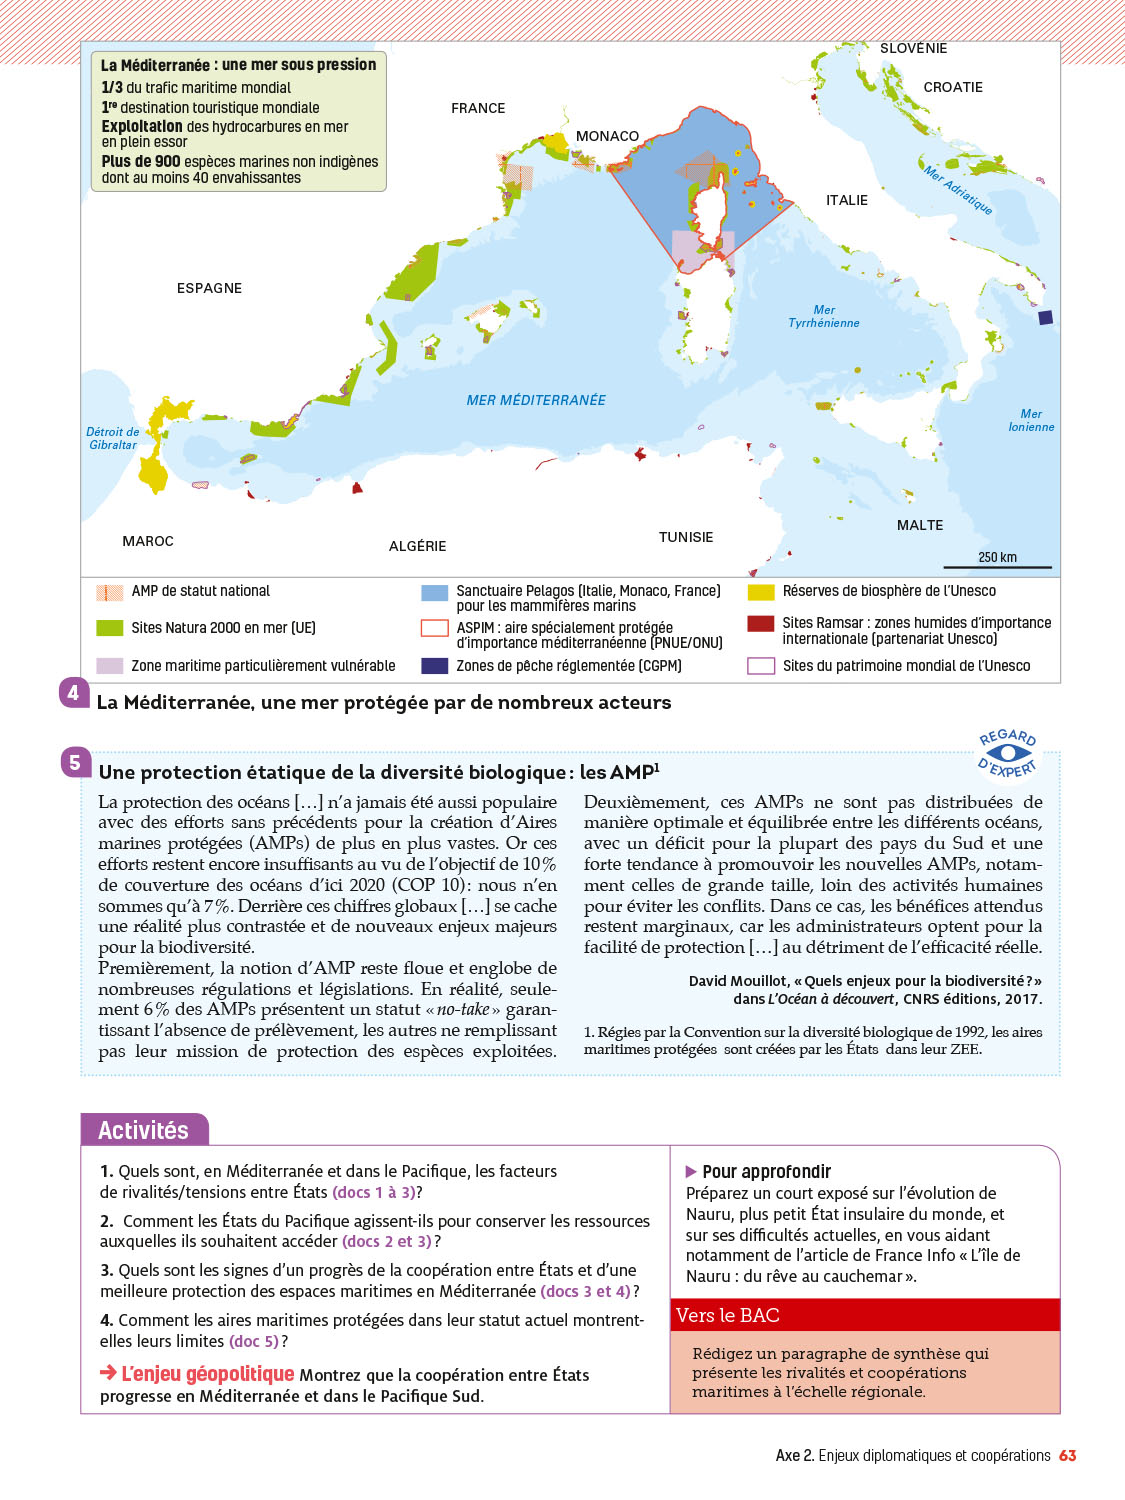 La Méditerranée : une mer sous pression
1/3 du trafic maritime mondial
1re destination touristique mondiale
Exploitation des hydrocarbures en mer
en plein essor
Plus de 900 espèces marines non indigènes
dont au moins 40 envahissantes
SLOVÉNIE
CROATIE
FRANCE
MONACO
Mer Adriatique
ITALIE
ESPAGNE
Mer
Tyrrhénienne
MER MÉDITERRANÉE
Mer
Ionienne
Détroit de
Gibraltar
MALTE
MAROC
ALGÉRIE
TUNISIE
250 km
AMP de statut national
Sites Natura 2000 en mer (UE)
Zone maritime particulièrement vulnérable
Sanctuaire Pelagos (Italie, Monaco, France)
pour les mammifères marins
ASPIM : aire spécialement protégée
d'importance méditerranéenne (PNUE/ONU)
Zones de pêche réglementée (CGPM)
Réserves de biosphère de l'Unesco
Sites Ramsar : zones humides d'importance
internationale (partenariat Unesco)
Sites du patrimoine mondial de l'Unesco
4 La Méditerranée, une mer protégée par de nombreux acteurs
REGARD
D'EXPERT
5 Une protection étatique de la diversité biologique : les AMP1
La protection des océans […] n'a jamais été aussi populaire
avec des efforts sans précédents pour la création d'Aires
marines protégées (AMPs) de plus en plus vastes. Or ces
efforts restent encore insuffisants au vu de l'objectif de 10 %
de couverture des océans d'ici 2020 (COP 10) : nous n'en
sommes qu'à 7 %. Derrière ces chiffres globaux […] se cache
une réalité plus contrastée et de nouveaux enjeux majeurs
pour la biodiversité.
Premièrement, la notion d'AMP reste floue et englobe de
nombreuses régulations et législations. En réalité, seule-
ment 6 % des AMPs présentent un statut « no-take » garan-
tissant l'absence de prélèvement, les autres ne remplissant
pas leur mission de protection des espèces exploitées.
Deuxièmement, ces AMPs ne sont pas distribuées de
manière optimale et équilibrée entre les différents océans,
avec un déficit pour la plupart des pays du Sud et une
forte tendance à promouvoir les nouvelles AMPs, notam-
ment celles de grande taille, loin des activités humaines
pour éviter les conflits. Dans ce cas, les bénéfices attendus
restent marginaux, car les administrateurs optent pour la
facilité de protection […] au détriment de l'efficacité réelle.
David Mouillot, « Quels enjeux pour la biodiversité ? »
dans L'Océan à découvert, CNRS éditions, 2017.
1. Régies par la Convention sur la diversité biologique de 1992, les aires
maritimes protégées sont créées par les États dans leur ZEE.
Activités
1. Quels sont, en Méditerranée et dans le Pacifique, les facteurs
de rivalités/tensions entre États (docs 1 à 3)?
2. Comment les États du Pacifique agissent-ils pour conserver les ressources
auxquelles ils souhaitent accéder (docs 2 et 3) ?
3. Quels sont les signes d'un progrès de la coopération entre États et d'une
meilleure protection des espaces maritimes en Méditerranée (docs 3 et 4) ?
4. Comment les aires maritimes protégées dans leur statut actuel montrent-
elles leurs limites (doc 5) ?
➔ L'enjeu géopolitique Montrez que la coopération entre États
progresse en Méditerranée et dans le Pacifique Sud.
▶ Pour approfondir
Préparez un court exposé sur l'évolution de
Nauru, plus petit État insulaire du monde, et
sur ses difficultés actuelles, en vous aidant
notamment de l'article de France Info « L'île de
Nauru : du rêve au cauchemar ».
Vers le BAC
Rédigez un paragraphe de synthèse qui
présente les rivalités et coopérations
maritimes à l'échelle régionale.
Axe 2. Enjeux diplomatiques et coopérations 63